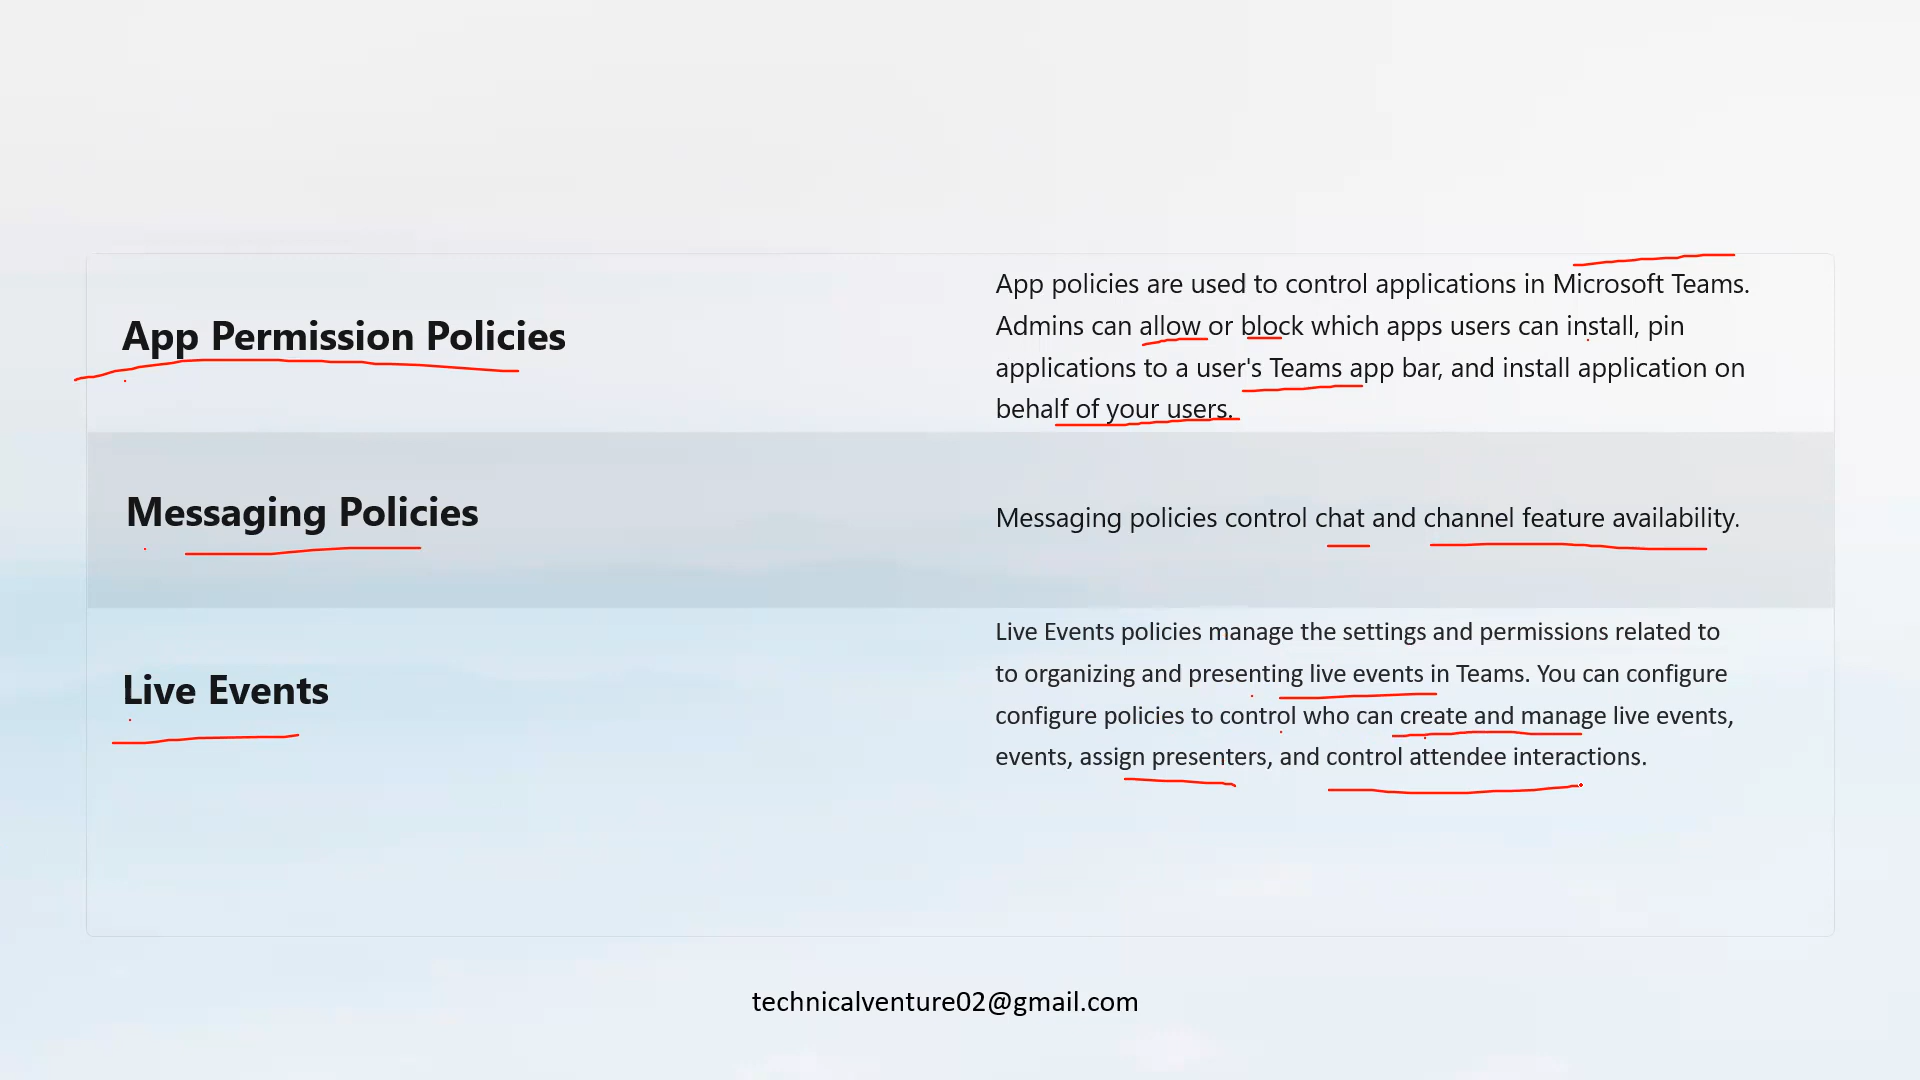 App Permission Policies
App policies are used to control applications in Microsoft Teams.
Admins can allow or block which apps users can install, pin
applications to a user's Teams app bar, and install application on
behalf of your users.
Messaging Policies
Messaging policies control chat and channel feature availability.
Live Events
Live Events policies manage the settings and permissions related to
to organizing and presenting live events in Teams. You can configure
configure policies to control who can create and manage live events,
events, assign presenters, and control attendee interactions.
technicalventure02@gmail.com